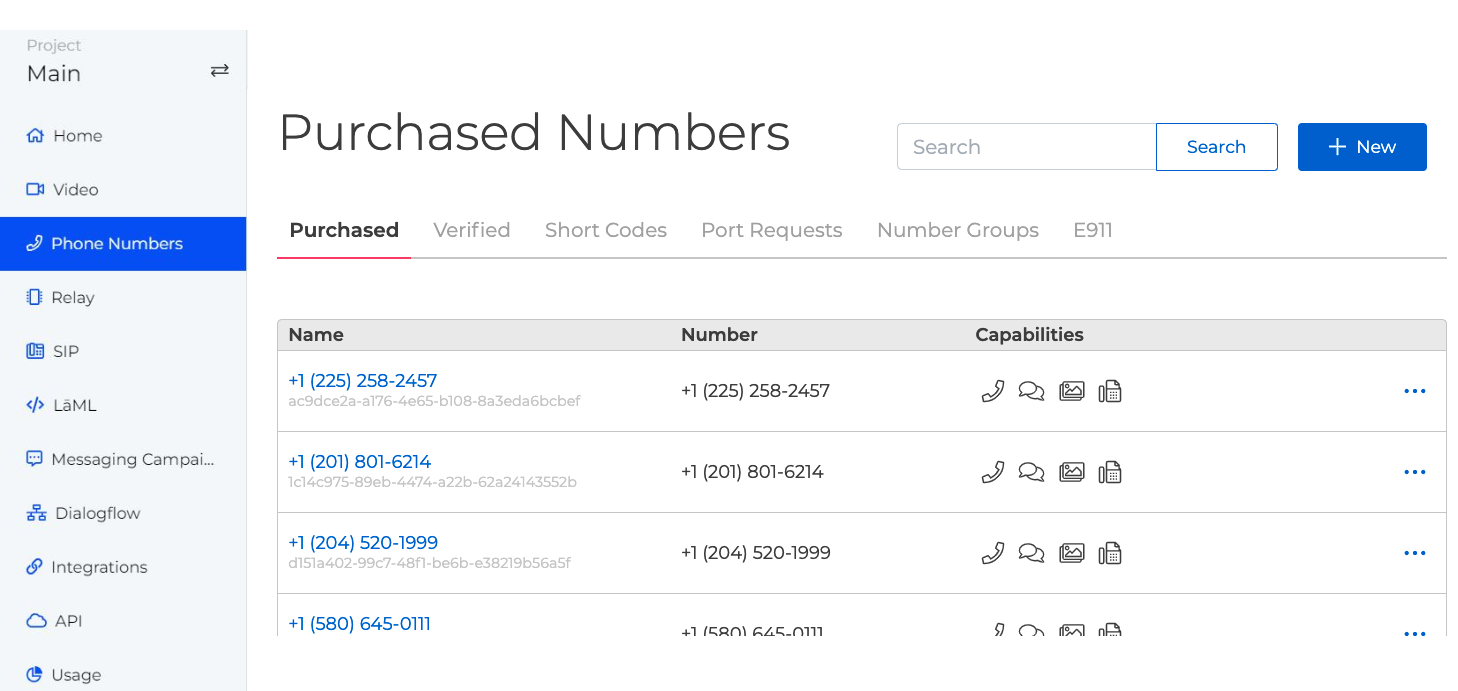 Project
Main
Home
Video
Phone Numbers
Relay
SIP
LāML
Messaging Campai...
Dialogflow
Integrations
API
Usage
Purchased Numbers
Search
Search
New
Purchased Verified Short Codes Port Requests Number Groups E911
Name Number Capabilities
+1 (225) 258-2457
ac9dce2a-a176-4e65-b108-8a3eda6bcbef
+1 (225) 258-2457
+1 (201) 801-6214
1c14c975-89eb-4474-a22b-62a24143552b
+1 (201) 801-6214
+1 (204) 520-1999
d151a402-99c7-48f1-be6b-e38219b56a5f
+1 (204) 520-1999
+1 (580) 645-0111
+1 (580) 645-0111